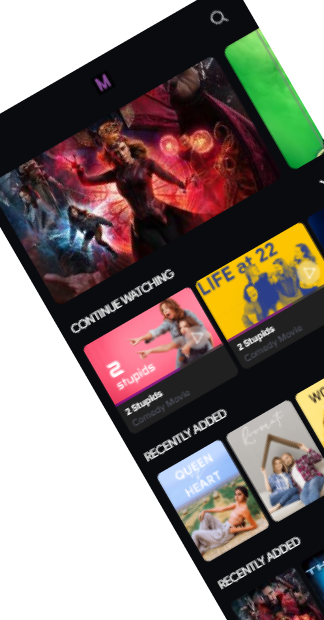 M
CONTINUE WATCHING
2
stupids
2 Stupids
Comedy Movie
LIFE at 22
2 Stupids
Comedy Movie
RECENTLY ADDED
QUEEN
of
HEART
WO
RECENTLY ADDED